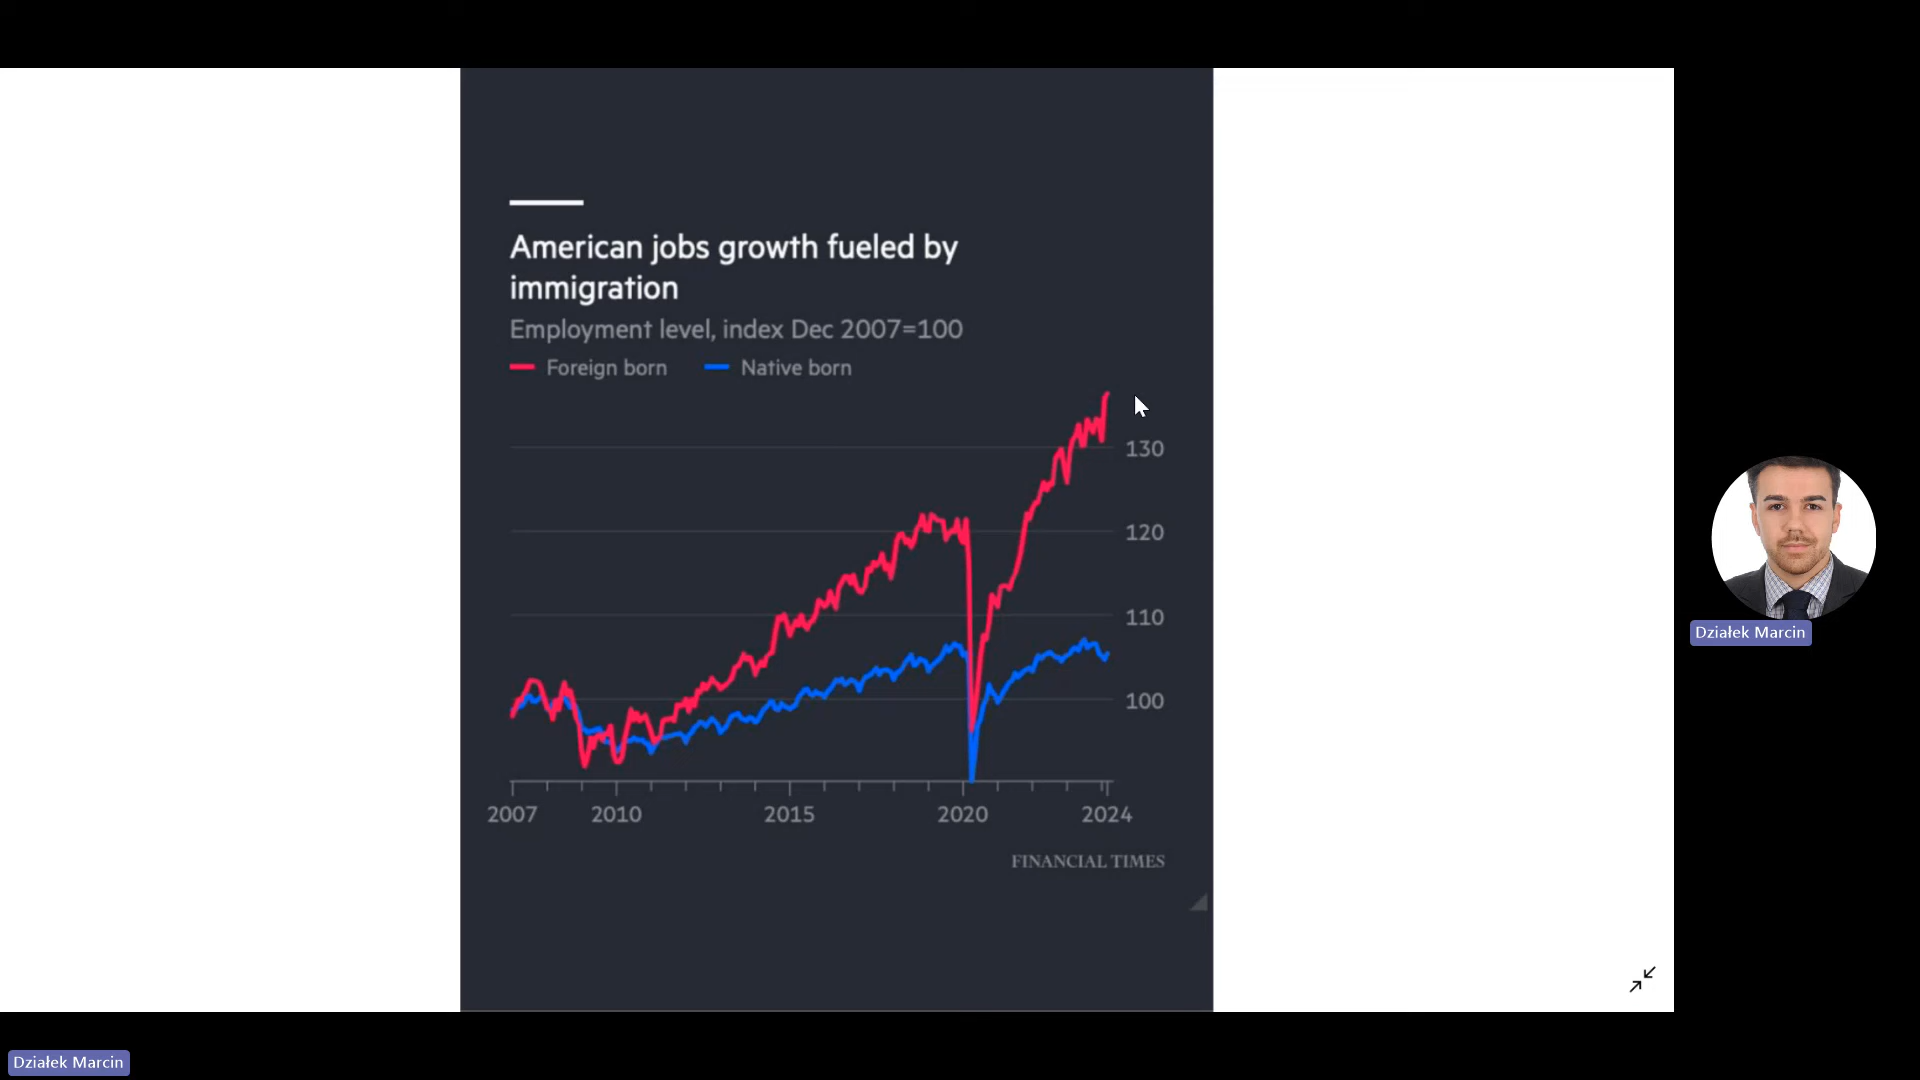 American jobs growth fueled by
immigration
Employment level, index Dec 2007=100
Foreign born Native born
130
120
110
100
2007 2010 2015 2020 2024
FINANCIAL TIMES
Działek Marcin
Działek Marcin